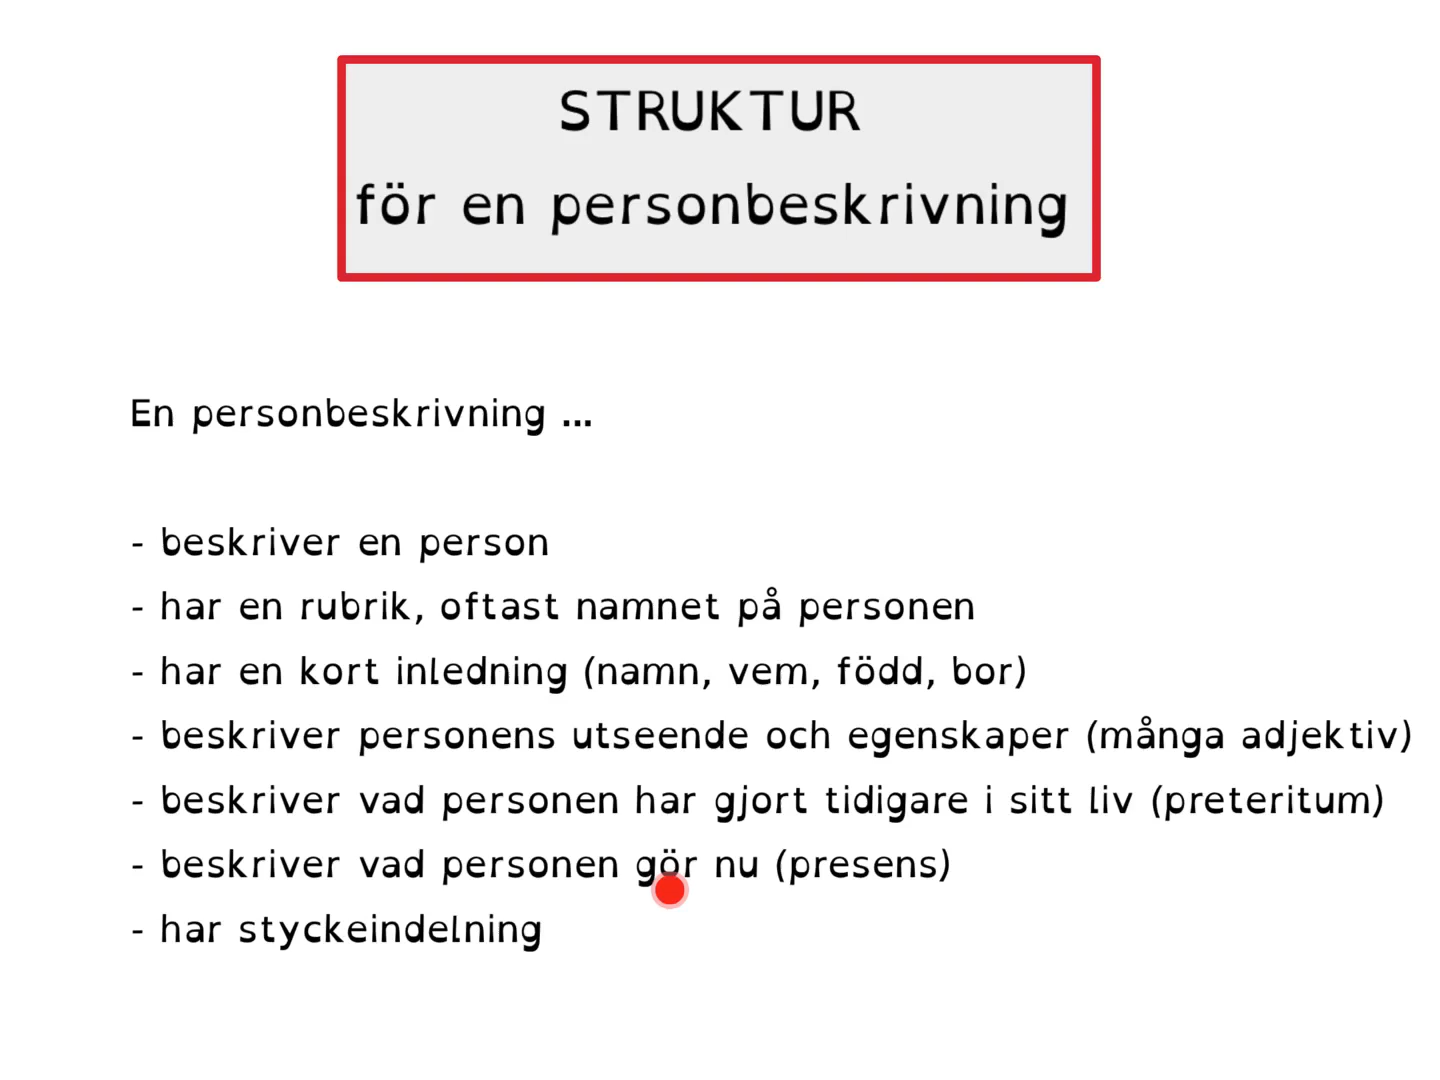 STRUKTUR
för en personbeskrivning
En personbeskrivning ...
- beskriver en person
- har en rubrik, oftast namnet på personen
- har en kort inledning (namn, vem, född, bor)
- beskriver personens utseende och egenskaper (många adjektiv)
- beskriver vad personen har gjort tidigare i sitt liv (preteritum)
- beskriver vad personen gör nu (presens)
- har styckeindelning